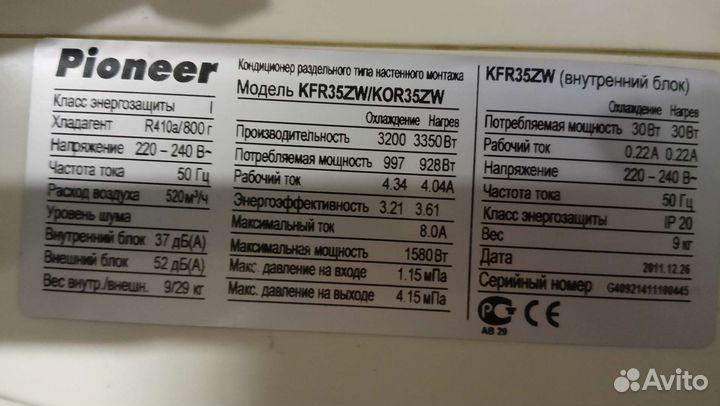 Pioneer
Класс энергозащиты I
Хладагент R410a/800 г
Напряжение 220 – 240 В~
Частота тока 50 Гц
Расход воздуха 520м³/ч
Уровень шума
Внутренний блок 37 дБ(А)
Внешний блок 52 дБ(А)
Вес внутр./внешн. 9/29 кг
Кондиционер раздельного типа настенного монтажа
Модель KFR35ZW/KOR35ZW
Охлаждение Нагрев
Производительность 3200 3350Вт
Потребляемая мощность 997 928Вт
Рабочий ток 4.34 4.04А
Энергоэффективность 3.21 3.61
Максимальный ток 8.0А
Максимальная мощность 1580Вт
Макс. давление на входе 1.15мПа
Макс. давление на выходе 4.15мПа
KFR35ZW (внутренний блок)
Охлаждение Нагрев
Потребляемая мощность 30Вт 30Вт
Рабочий ток 0.22А 0.22А
Напряжение 220 – 240 В~
Частота тока 50 Гц
Класс энергозащиты IP 20
Вес 9 кг
Дата 2011.12.26
Серийный номер G40921411100445
РС СЕ
АВ 29
Avito